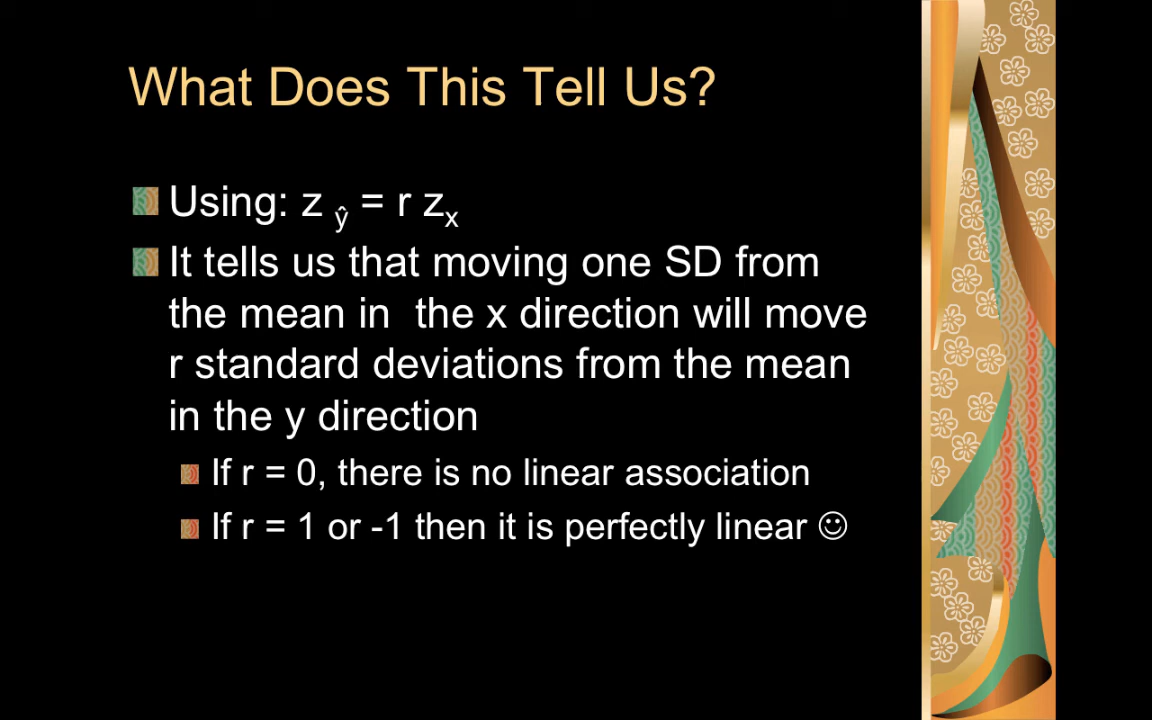 What Does This Tell Us?
Using: z ŷ = r zx
It tells us that moving one SD from
the mean in  the x direction will move
r standard deviations from the mean
in the y direction
If r = 0, there is no linear association
If r = 1 or -1 then it is perfectly linear ☺